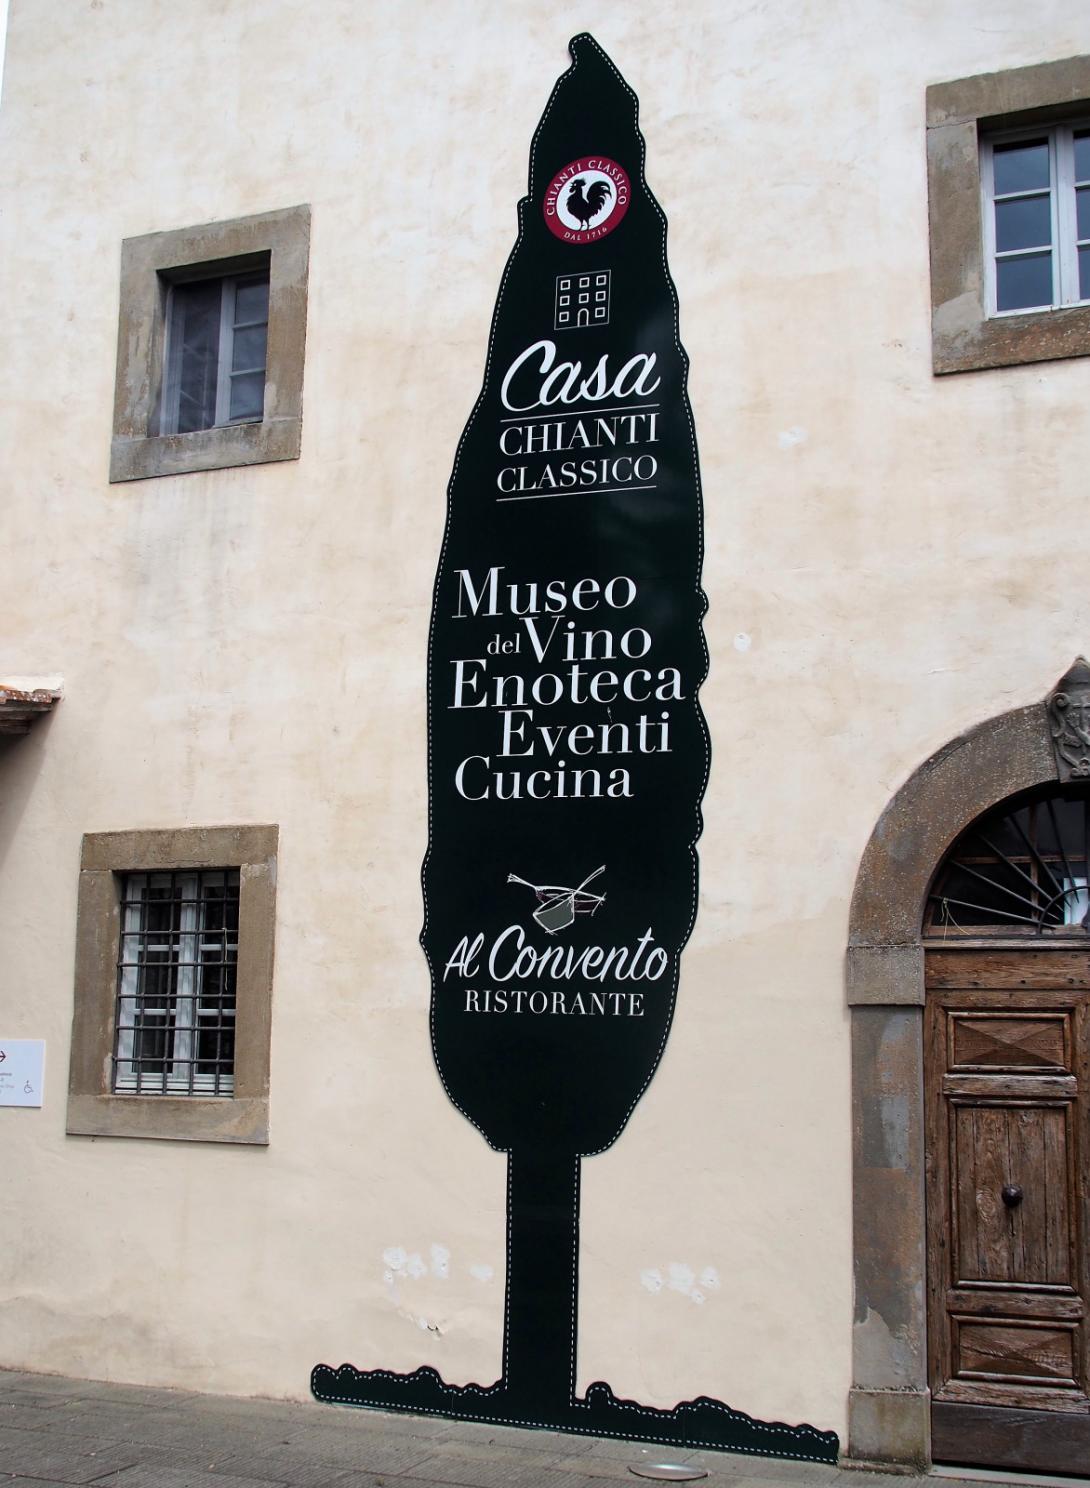 CHIANTI CLASSICO
DAL 1716
Casa
CHIANTI
CLASSICO
Museo
del Vino
Enoteca
Eventi
Cucina
Al Convento
RISTORANTE